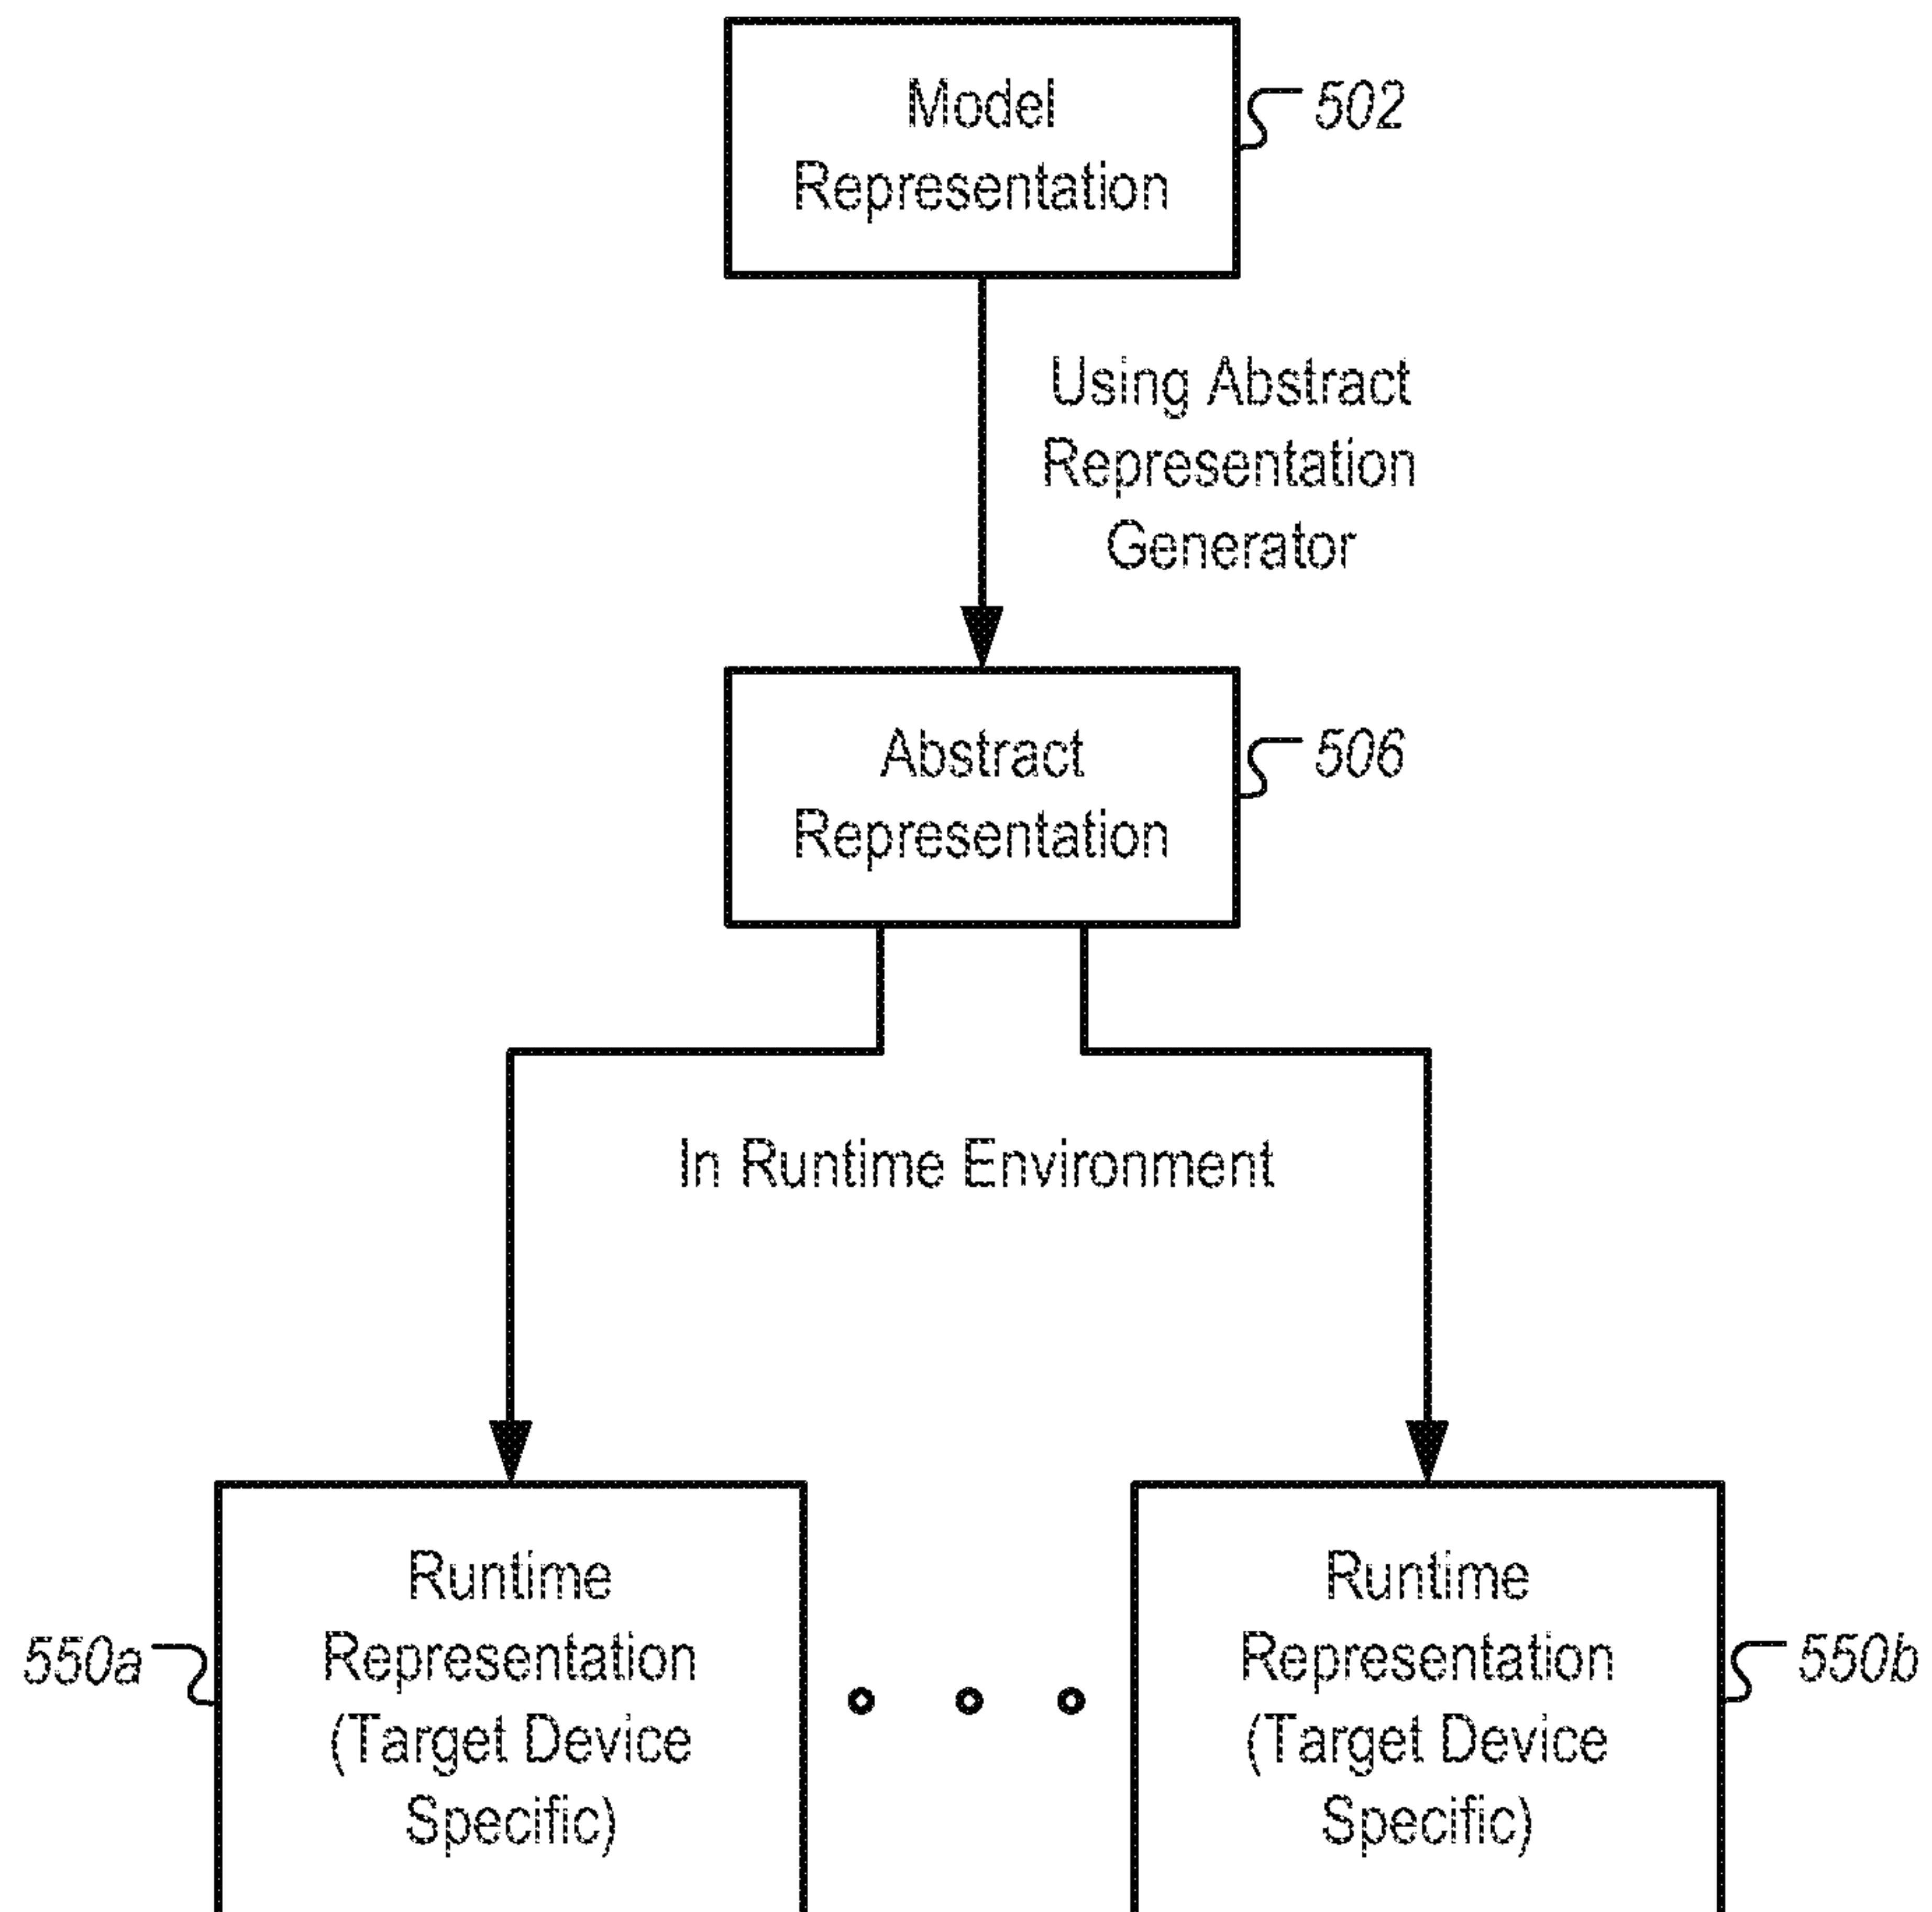 Model
Representation
502
Using Abstract
Representation
Generator
Abstract
Representation
506
In Runtime Environment
Runtime
Representation
(Target Device
Specific)
550a
Runtime
Representation
(Target Device
Specific)
550b